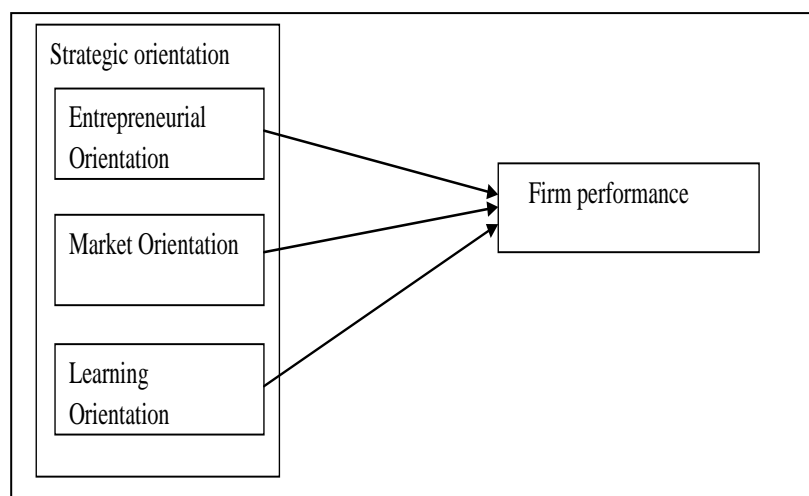 Strategic orientation
Entrepreneurial
Orientation
Market Orientation
Learning
Orientation
Firm performance